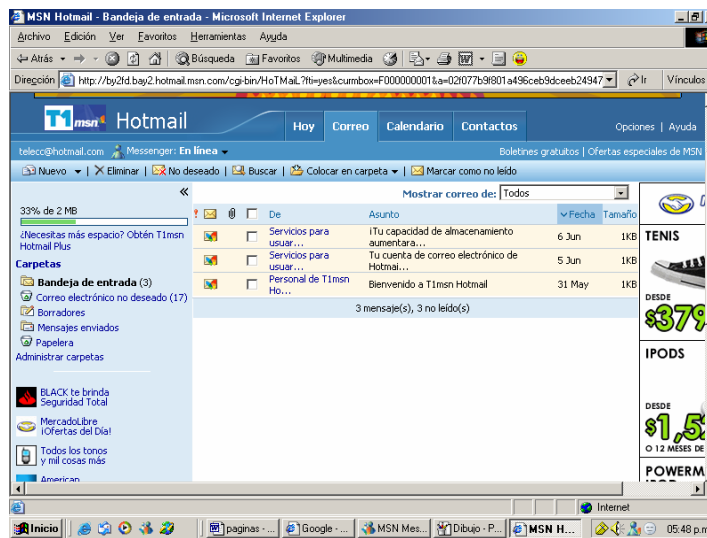 MSN Hotmail - Bandeja de entrada - Microsoft Internet Explorer
Archivo Edición Ver Favoritos Herramientas Ayuda
Atrás Búsqueda Favoritos Multimedia
Dirección http://by2fd.bay2.hotmail.msn.com/cgi-bin/HoTMaiL?fti=yes&curmbox=F000000001&a=02f077b9f801a496ceb9dceeb24947 Ir Vínculos
T1msn Hotmail Hoy Correo Calendario Contactos Opciones | Ayuda
telecc@hotmail.com Messenger: En línea Boletines gratuitos | Ofertas especiales de MSN
Nuevo | Eliminar | No deseado | Buscar | Colocar en carpeta | Marcar como no leído
« Mostrar correo de: Todos
33% de 2 MB
! De Asunto Fecha Tamaño
¿Necesitas más espacio? Obtén T1msn
Hotmail Plus
Servicios para usuar... ¡Tu capacidad de almacenamiento aumentara... 6 Jun 1KB
Servicios para usuar... Tu cuenta de correo electrónico de Hotmai... 5 Jun 1KB
Personal de T1msn Ho... Bienvenido a T1msn Hotmail 31 May 1KB
3 mensaje(s), 3 no leído(s)
Carpetas
Bandeja de entrada (3)
Correo electrónico no deseado (17)
Borradores
Mensajes enviados
Papelera
Administrar carpetas
BLACK te brinda
Seguridad Total
MercadoLibre
¡Ofertas del Día!
Todos los tonos
y mil cosas más
American
TENIS
DESDE
$379
IPODS
DESDE
$1,5
O 12 MESES DE
POWERM
Internet
Inicio paginas - ... Google - ... MSN Mes... Dibujo - P... MSN H... 05:48 p.m